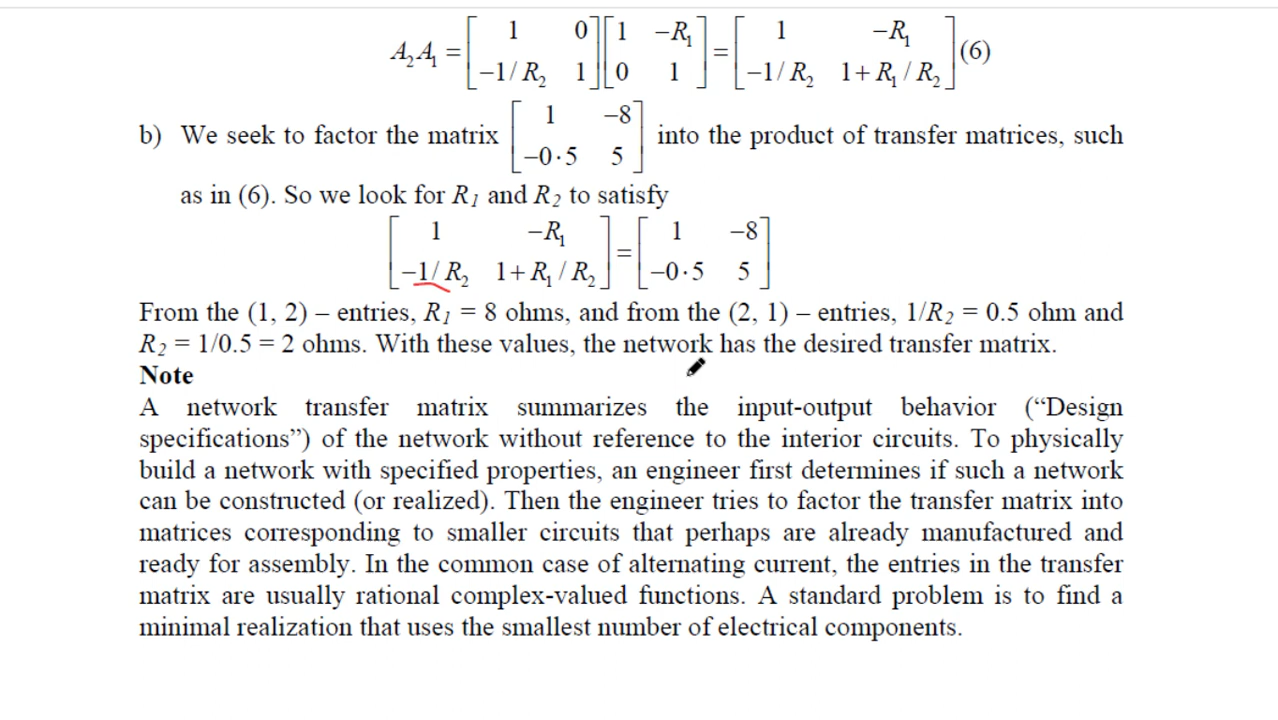 A₂A₁ = [1 0; −1/R₂ 1][1 −R₁; 0 1] = [1 −R₁; −1/R₂ 1+R₁/R₂] (6)
b) We seek to factor the matrix [1 −8; −0·5 5] into the product of transfer matrices, such
as in (6). So we look for R₁ and R₂ to satisfy
[1 −R₁; −1/R₂ 1+R₁/R₂] = [1 −8; −0·5 5]
From the (1, 2) – entries, R₁ = 8 ohms, and from the (2, 1) – entries, 1/R₂ = 0.5 ohm and
R₂ = 1/0.5 = 2 ohms. With these values, the network has the desired transfer matrix.
Note
A network transfer matrix summarizes the input-output behavior (“Design
specifications”) of the network without reference to the interior circuits. To physically
build a network with specified properties, an engineer first determines if such a network
can be constructed (or realized). Then the engineer tries to factor the transfer matrix into
matrices corresponding to smaller circuits that perhaps are already manufactured and
ready for assembly. In the common case of alternating current, the entries in the transfer
matrix are usually rational complex-valued functions. A standard problem is to find a
minimal realization that uses the smallest number of electrical components.